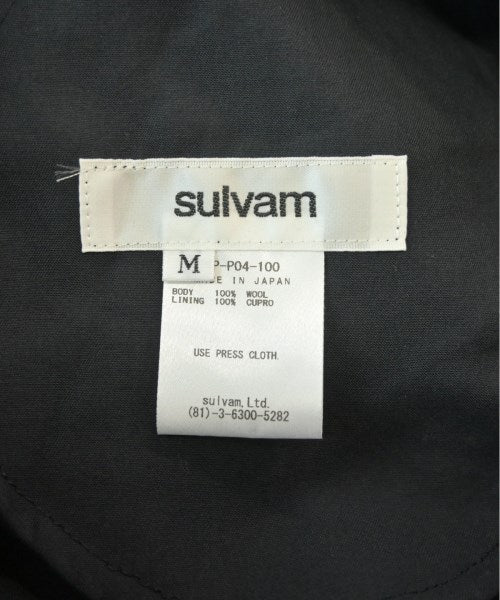 sulvam
M
P-P04-100
DE IN JAPAN
BODY 100% WOOL
LINING 100% CUPRO
USE PRESS CLOTH.
sulvam.Ltd.
(81)-3-6300-5282